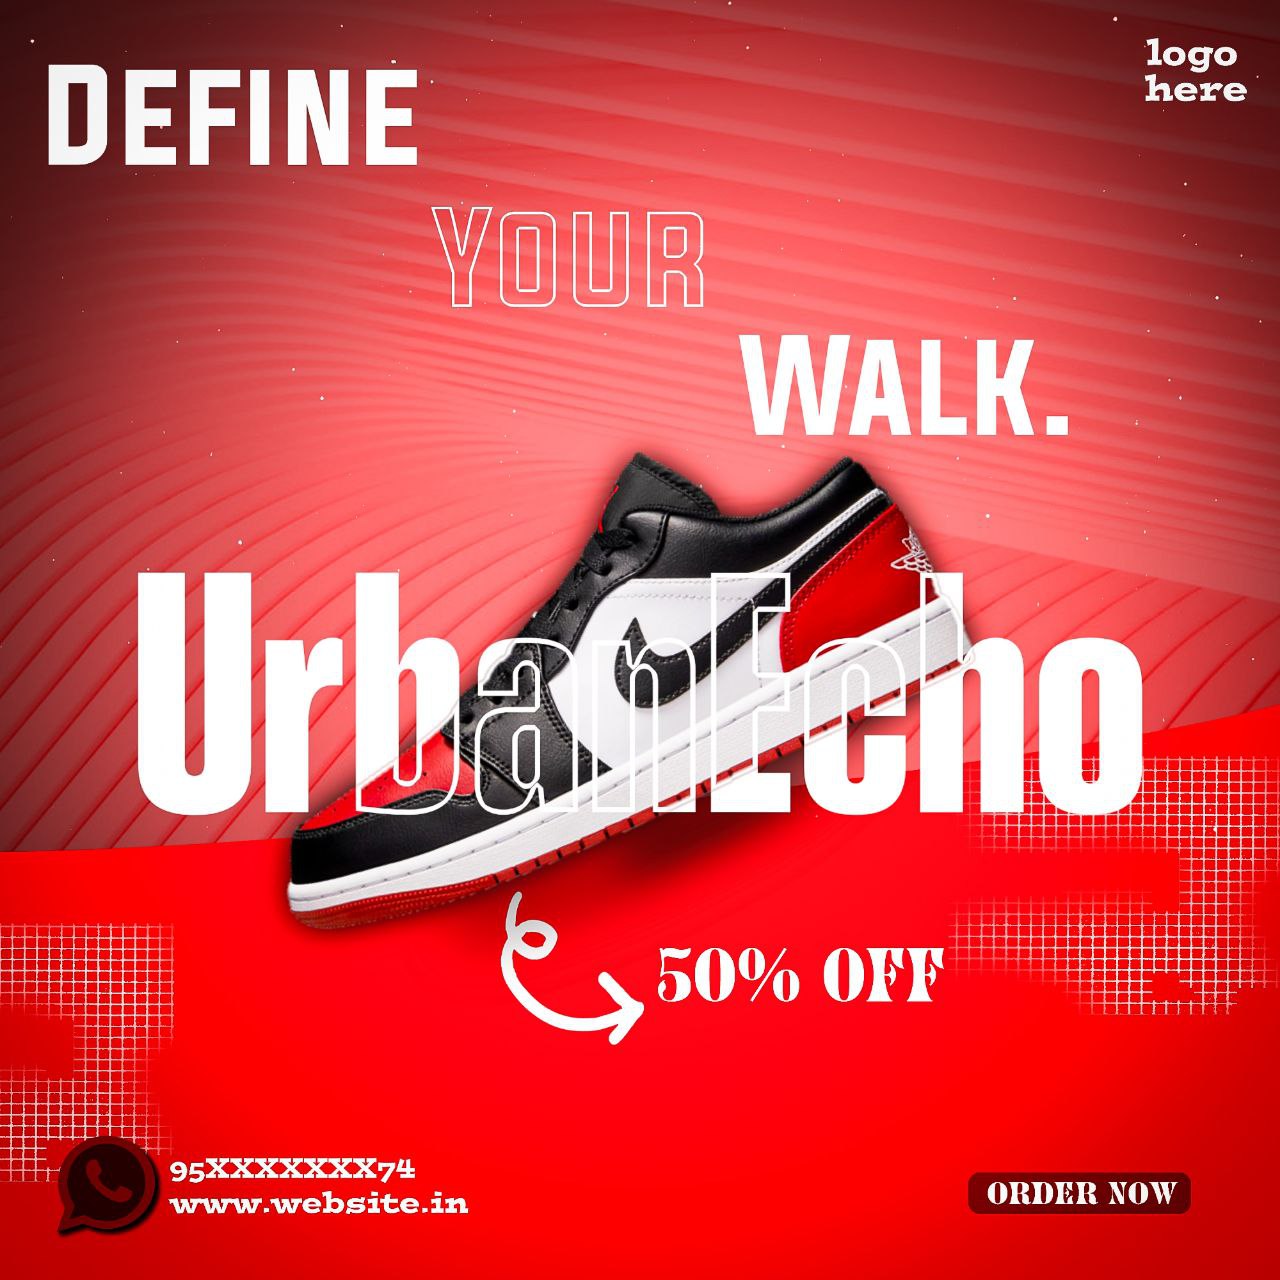 DEFINE
logo
here
YOUR
WALK.
UrbanEcho
50% OFF
95XXXXXXX74
www.website.in
ORDER NOW